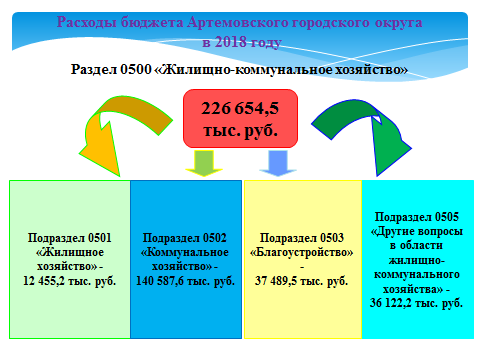 Расходы бюджета Артемовского городского округа
в 2018 году
Раздел 0500 «Жилищно-коммунальное хозяйство»
226 654,5
тыс. руб.
Подраздел 0501
«Жилищное
хозяйство» -
12 455,2 тыс. руб.
Подраздел 0502
«Коммунальное
хозяйство» -
140 587,6 тыс. руб.
Подраздел 0503
«Благоустройство»
-
37 489,5 тыс. руб.
Подраздел 0505
«Другие вопросы
в области
жилищно-
коммунального
хозяйства» -
36 122,2 тыс. руб.